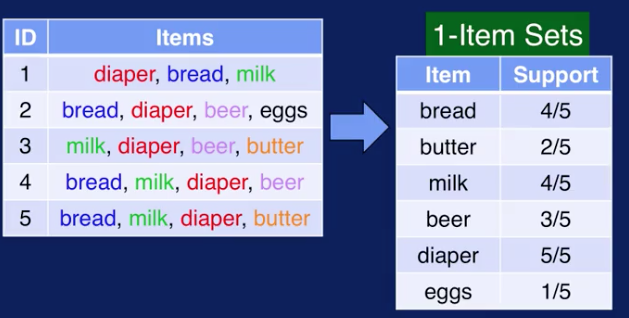 ID Items
1 diaper, bread, milk
2 bread, diaper, beer, eggs
3 milk, diaper, beer, butter
4 bread, milk, diaper, beer
5 bread, milk, diaper, butter
1-Item Sets
Item Support
bread 4/5
butter 2/5
milk 4/5
beer 3/5
diaper 5/5
eggs 1/5